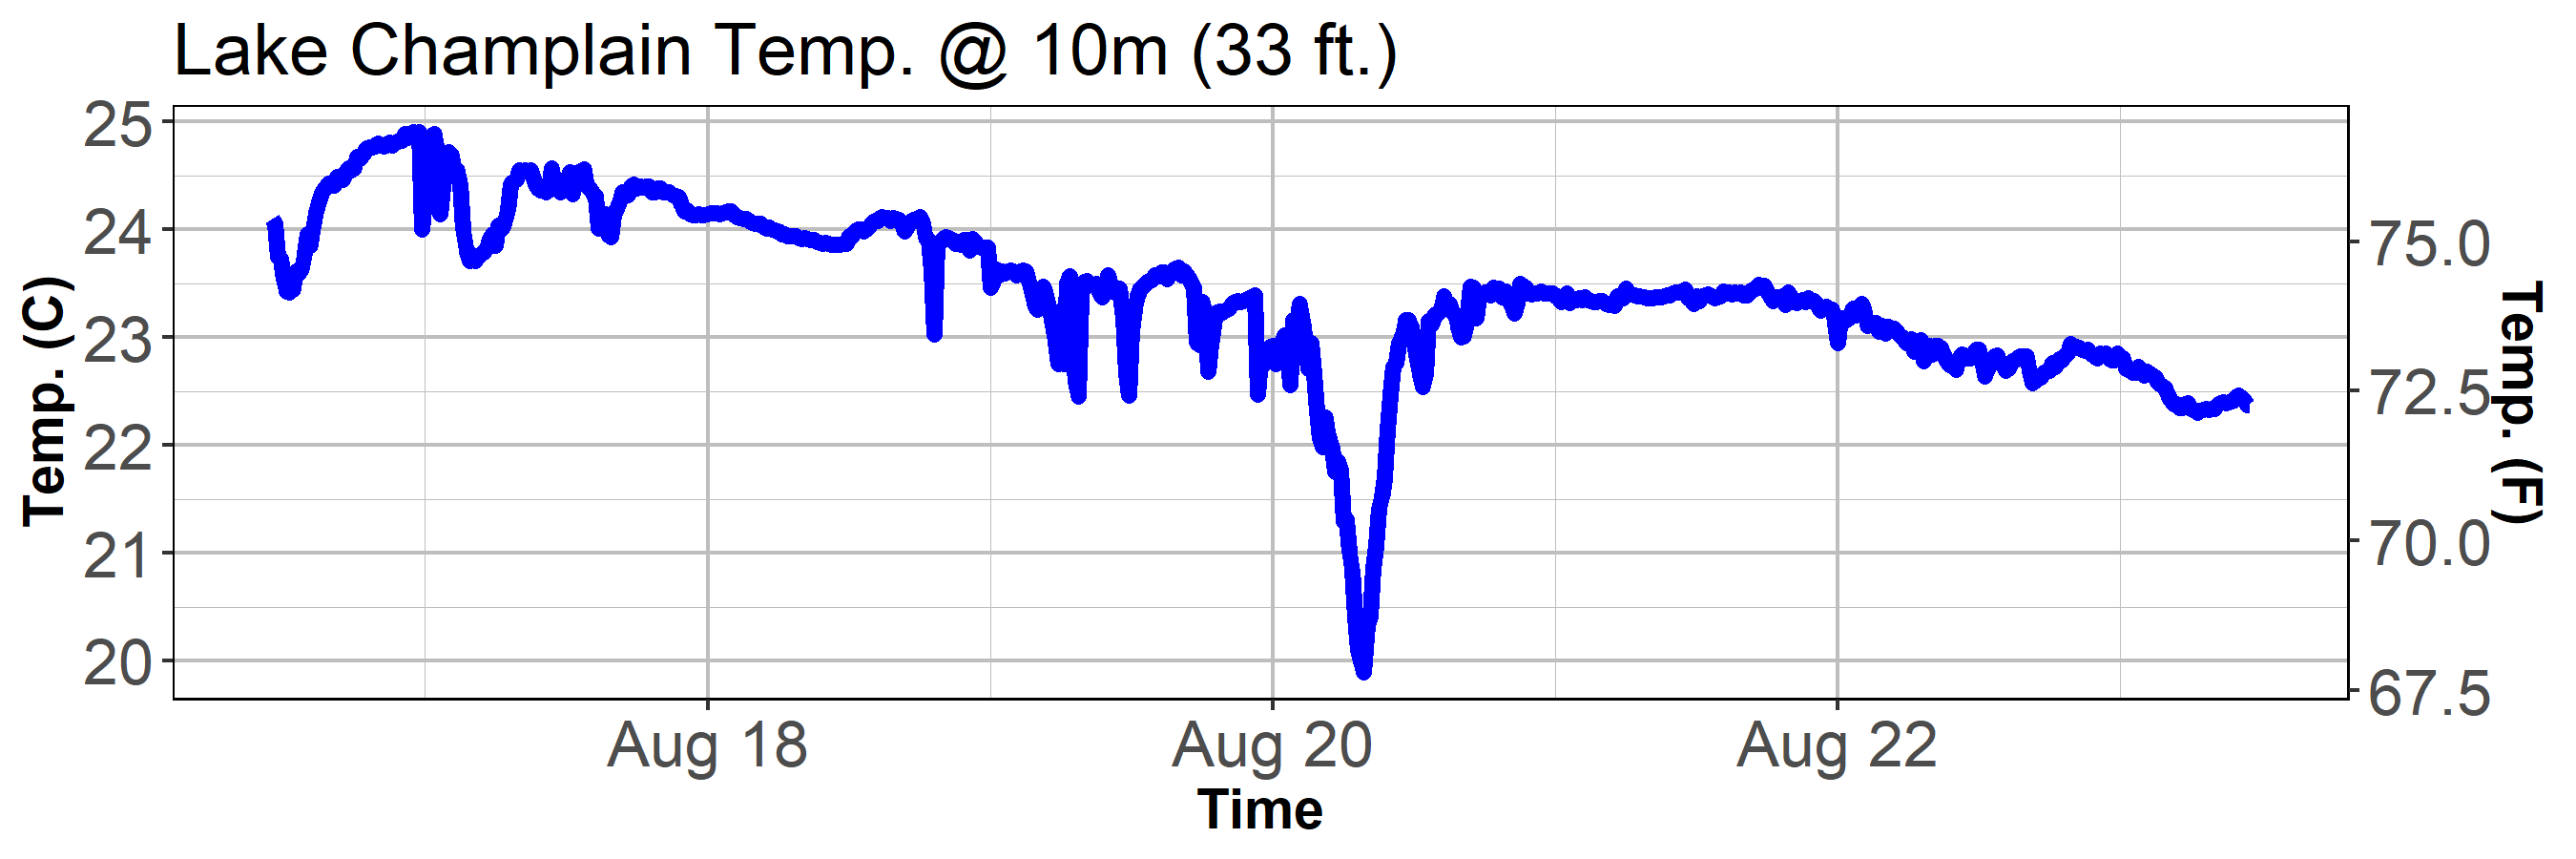 Lake Champlain Temp. @ 10m (33 ft.)
25
24
23
22
21
20
Temp. (C)
75.0
72.5
70.0
67.5
Temp. (F)
Aug 18 Aug 20 Aug 22
Time